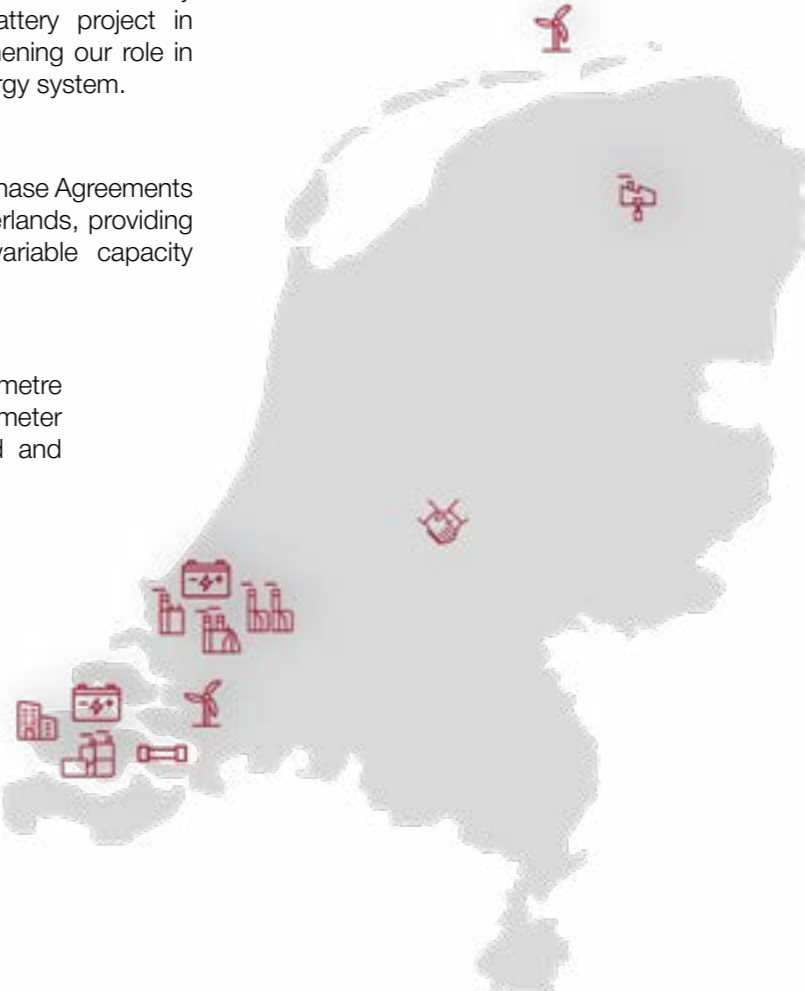 attery project in
ening our role in
rgy system.
hase Agreements
erlands, providing
variable capacity
metre
meter
d and